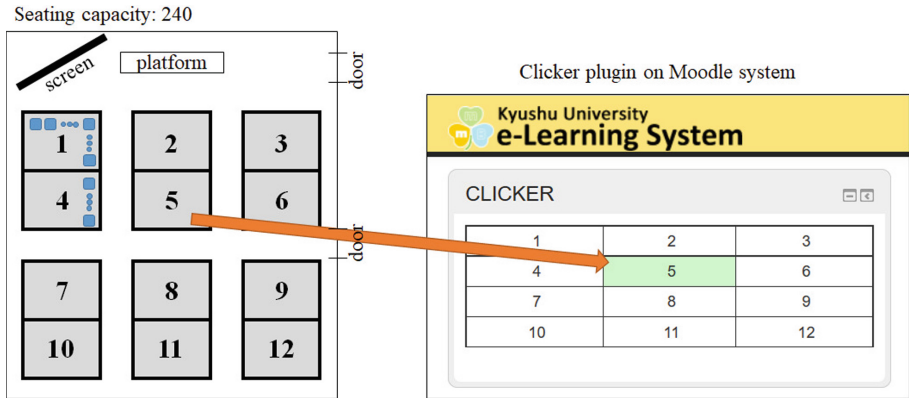 Seating capacity: 240
screen
platform
door
1 2 3
4 5 6
door
7 8 9
10 11 12
Clicker plugin on Moodle system
m
Kyushu University
e-Learning System
CLICKER
1 2 3
4 5 6
7 8 9
10 11 12